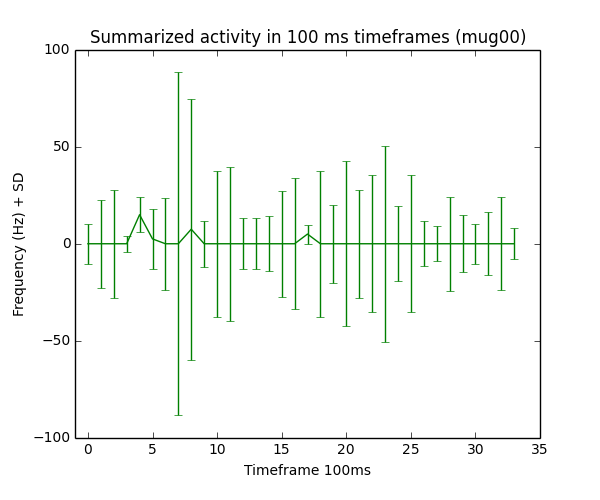 Summarized activity in 100 ms timeframes (mug00)
100
50
0
−50
−100
Frequency (Hz) + SD
0 5 10 15 20 25 30 35
Timeframe 100ms